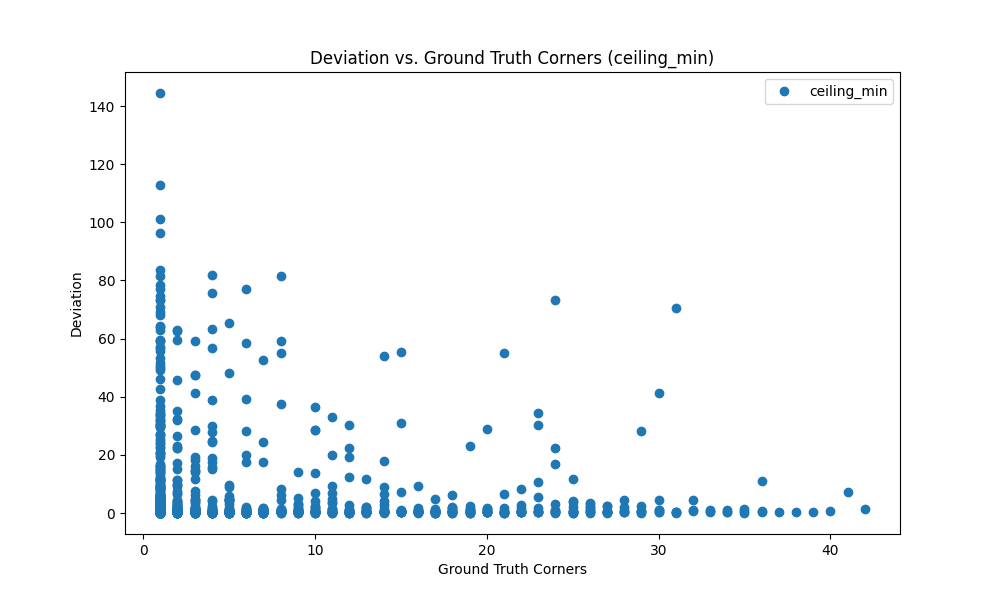 Deviation vs. Ground Truth Corners (ceiling_min)
ceiling_min
140
120
100
80
60
40
20
0
Deviation
0 10 20 30 40
Ground Truth Corners